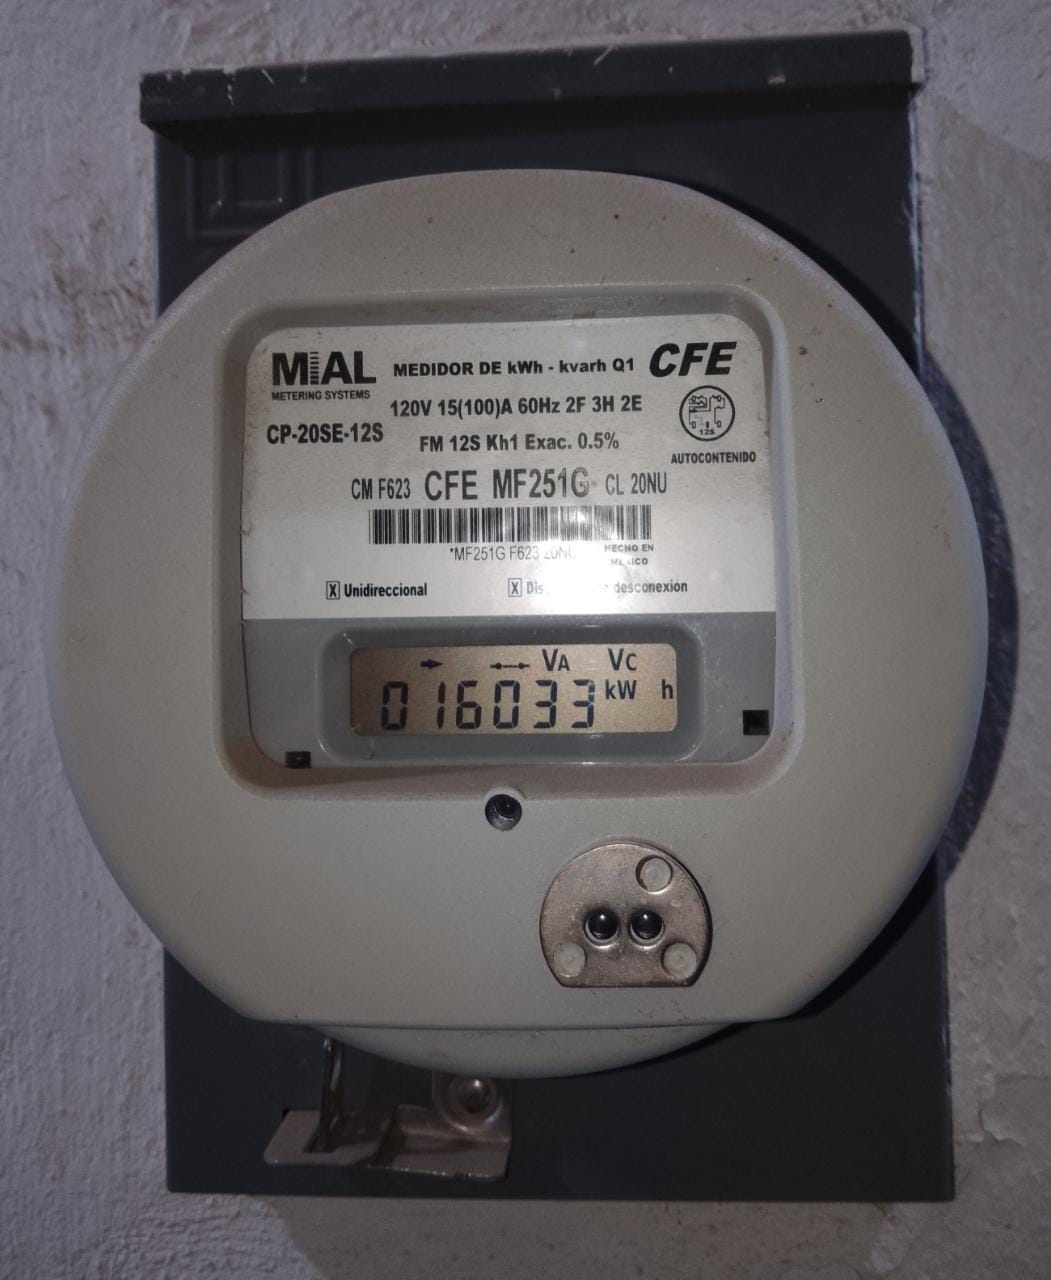 MIAL
METERING SYSTEMS
MEDIDOR DE kWh - kvarh Q1
CFE
120V 15(100)A 60Hz 2F 3H 2E
CP-20SE-12S
FM 12S Kh1 Exac. 0.5%
12S
AUTOCONTENIDO
CM F623 CFE MF251G CL 20NU
*MF251G F623 20NU
HECHO EN
MEXICO
X Unidireccional
X desconexión
VA VC
016033 kW h